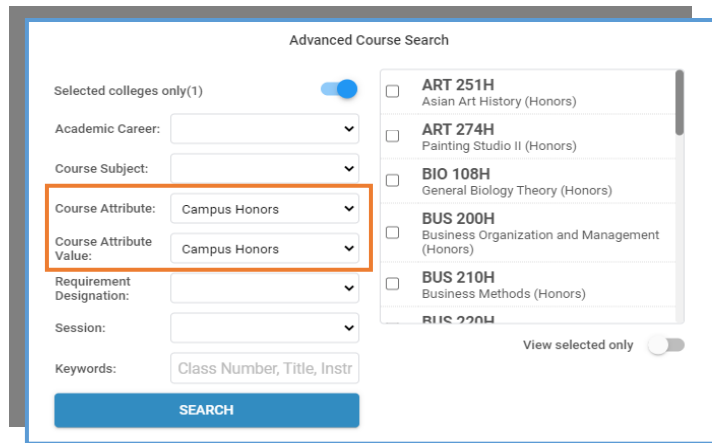 Advanced Course Search
Selected colleges only(1)
Academic Career:
Course Subject:
Course Attribute: Campus Honors
Course Attribute
Value: Campus Honors
Requirement
Designation:
Session:
Keywords: Class Number, Title, Instr
SEARCH
ART 251H
Asian Art History (Honors)
ART 274H
Painting Studio II (Honors)
BIO 108H
General Biology Theory (Honors)
BUS 200H
Business Organization and Management
(Honors)
BUS 210H
Business Methods (Honors)
BUS 220H
View selected only